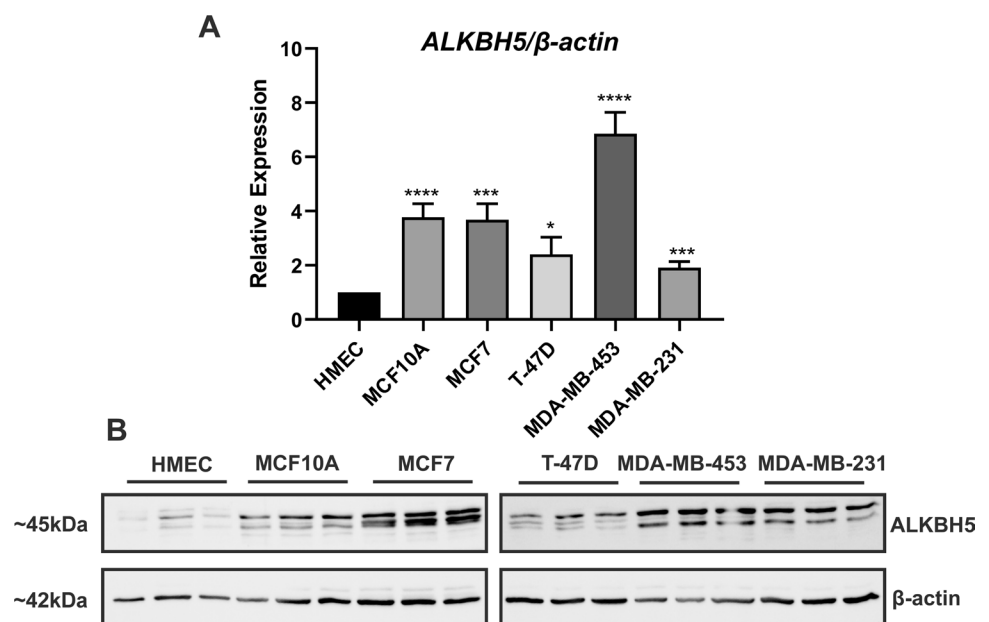 A
ALKBH5/β-actin
Relative Expression
10
8
6
4
2
0
****
***
*
****
***
HMEC
MCF10A
MCF7
T-47D
MDA-MB-453
MDA-MB-231
B
HMEC MCF10A MCF7 T-47D MDA-MB-453 MDA-MB-231
~45kDa ALKBH5
~42kDa β-actin